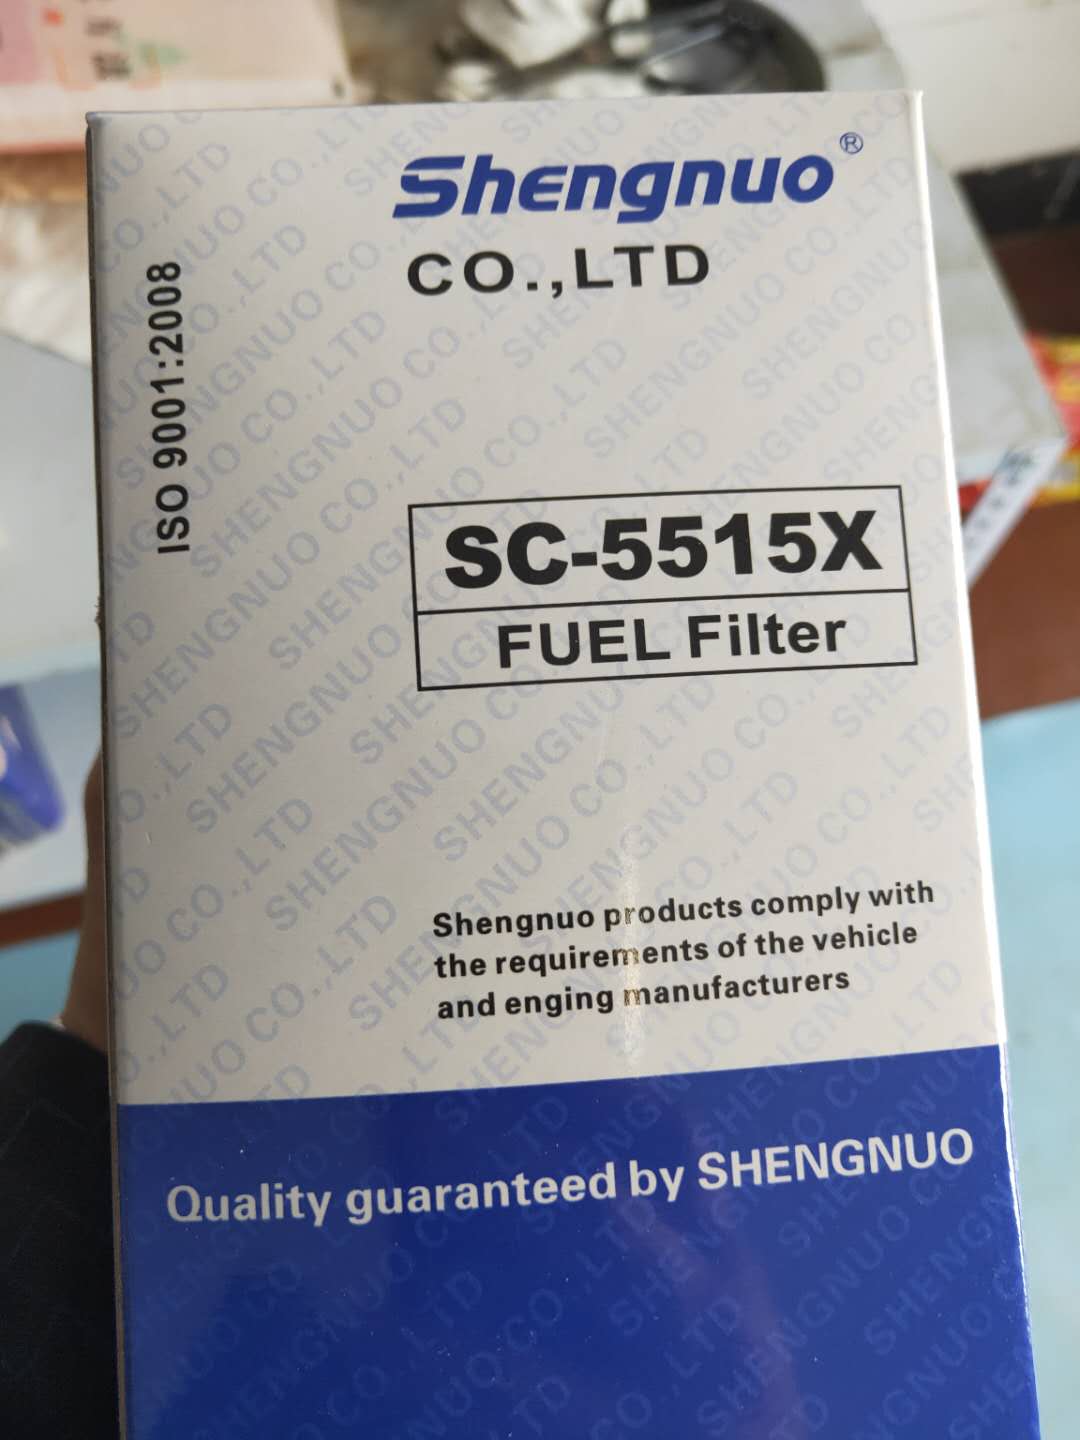 Shengnuo®
CO.,LTD
ISO 9001:2008
SC-5515X
FUEL Filter
Shengnuo products comply with
the requirements of the vehicle
and enging manufacturers
Quality guaranteed by SHENGNUO